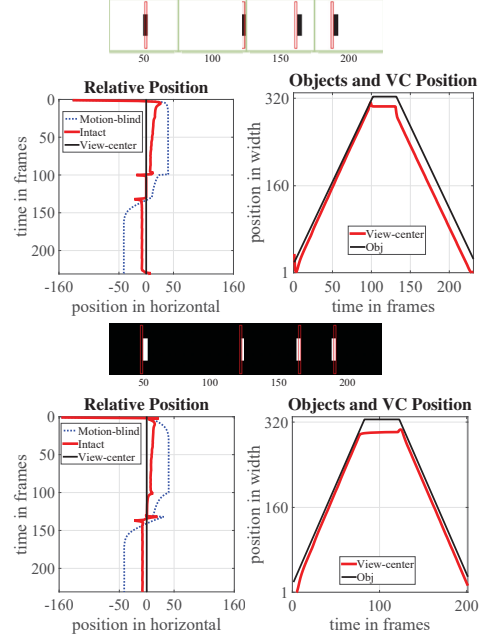 50 100 150 200
Relative Position
Objects and VC Position
0
50
100
150
200
time in frames
Motion-blind
Intact
View-center
-160 -50 0 50 160
position in horizontal
320
160
1
position in width
View-center
Obj
0 50 100 150 200
time in frames
50 100 150 200
Relative Position
Objects and VC Position
0
50
100
150
200
time in frames
Motion-blind
Intact
View-center
-160 -50 0 50 160
position in horizontal
320
160
1
position in width
View-center
Obj
0 100 200
time in frames